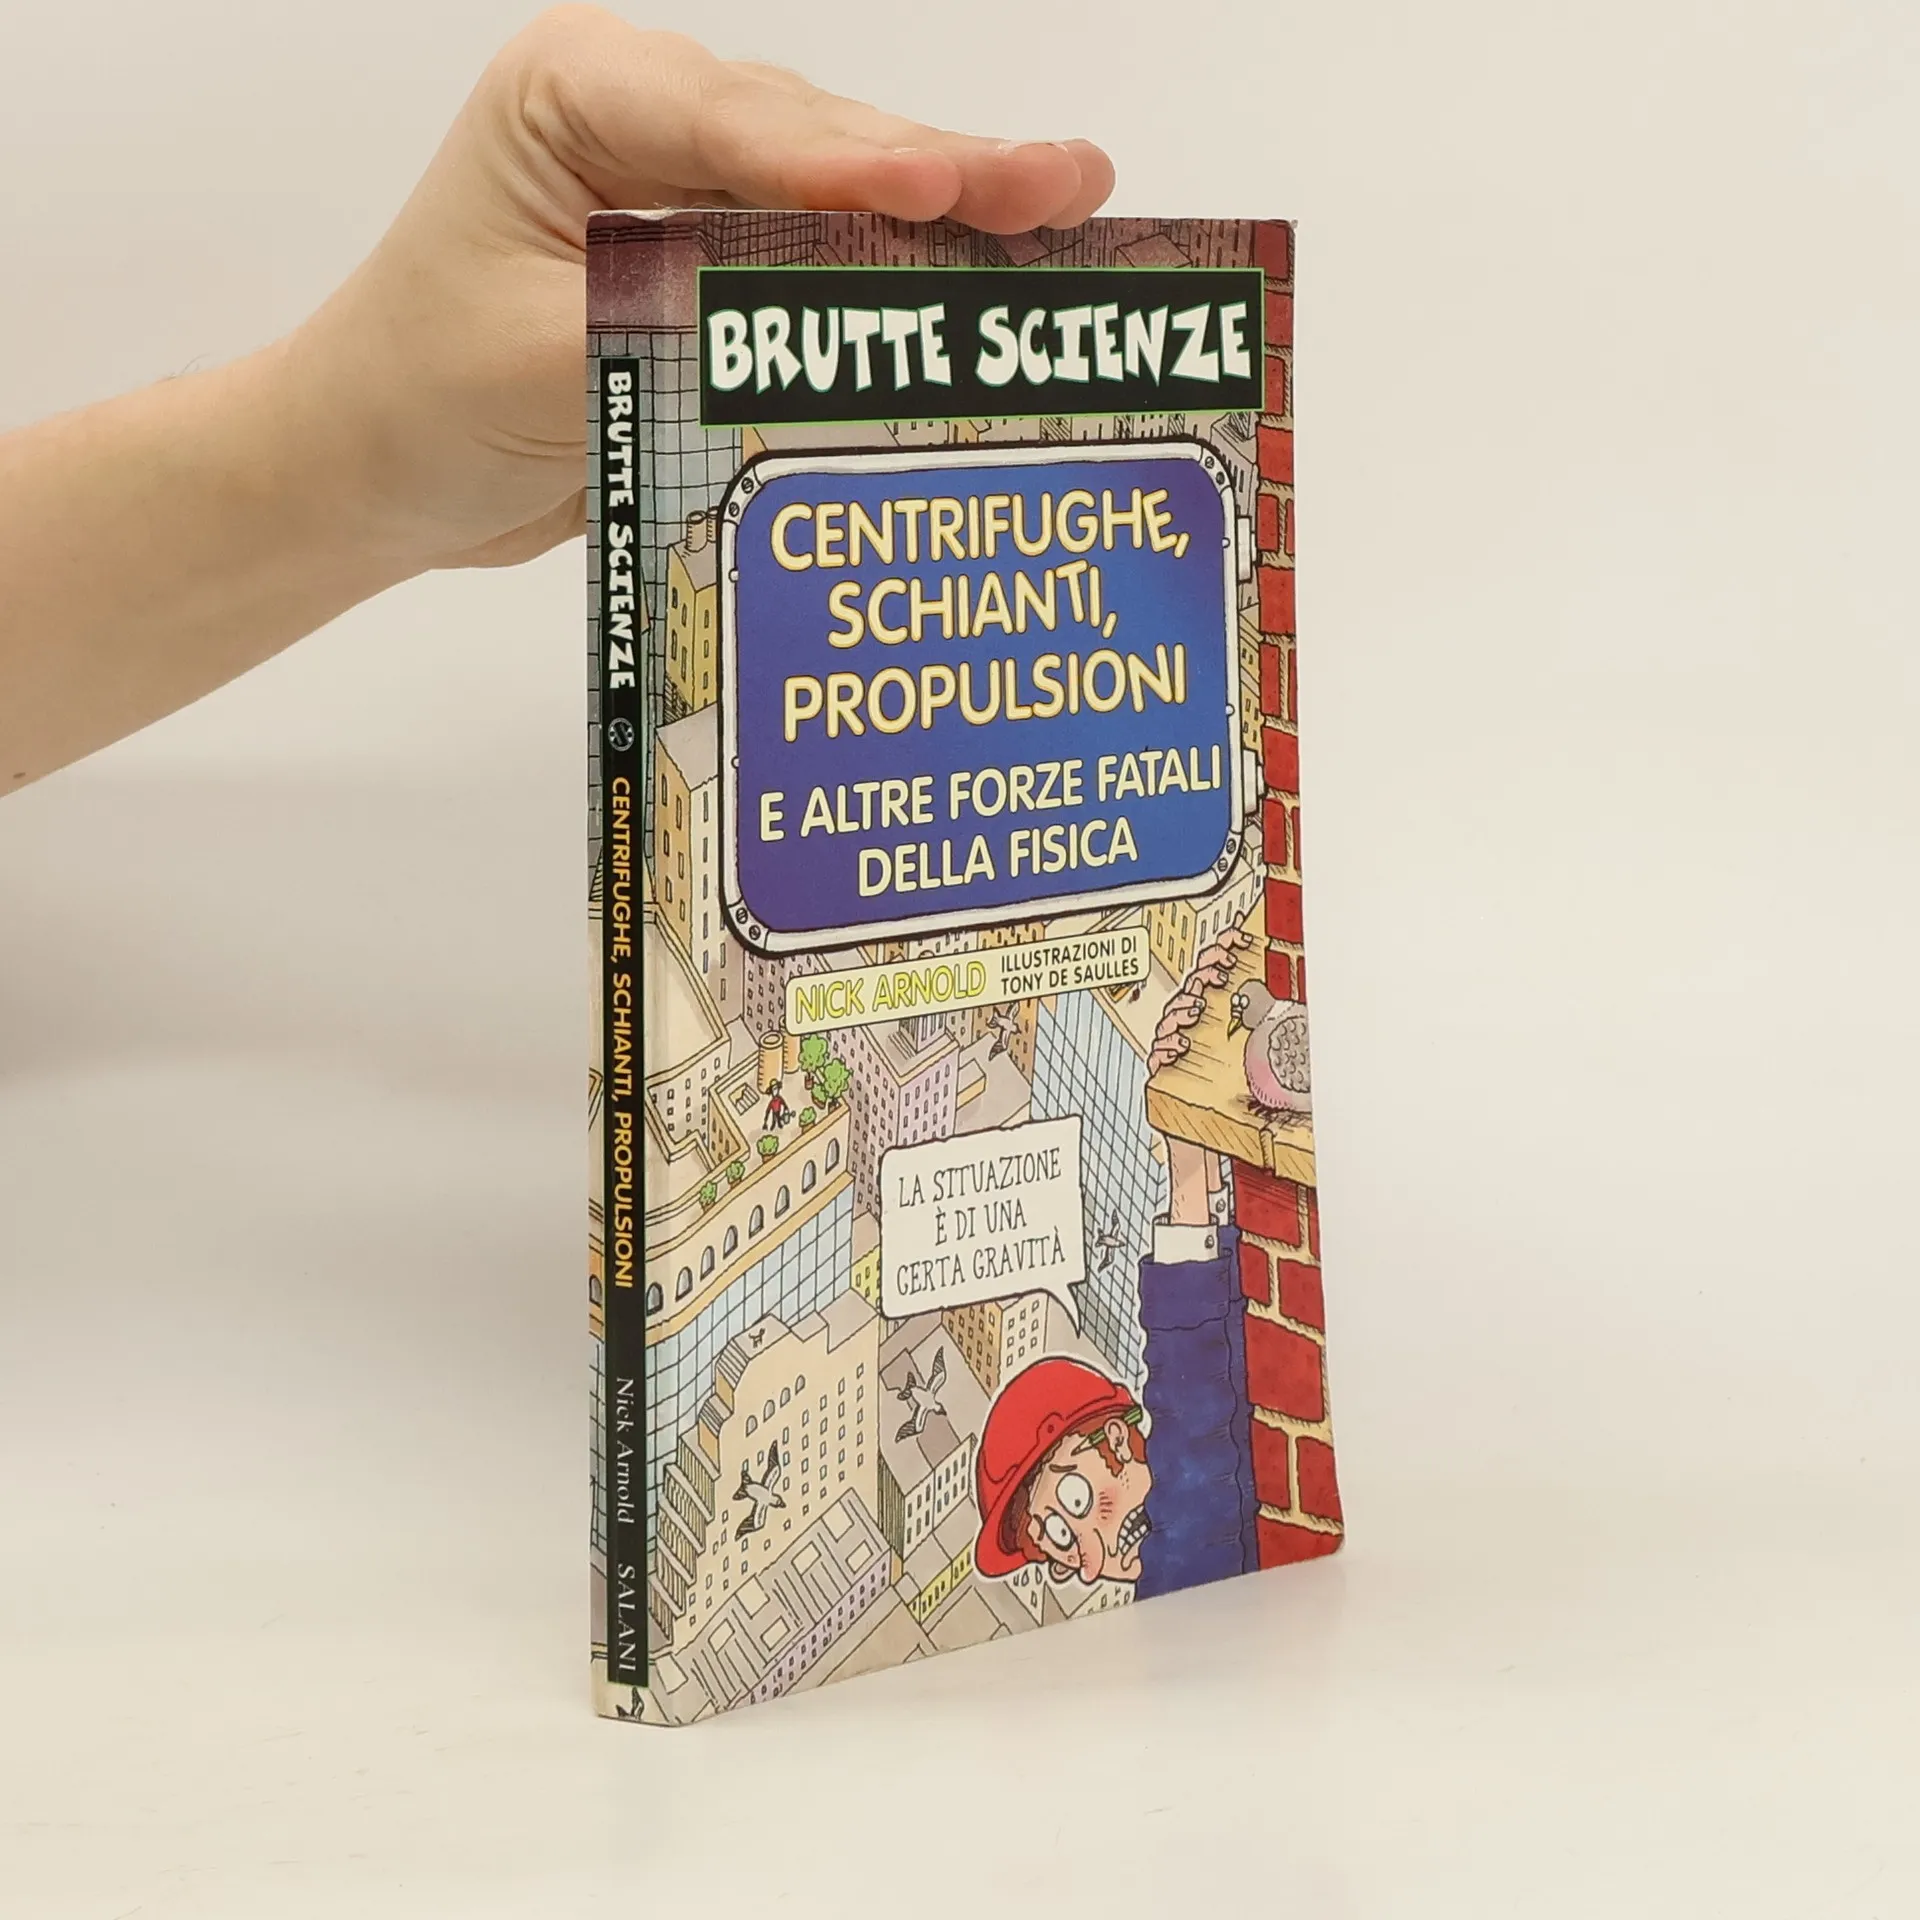 BRUTTE SCIENZE
CENTRIFUGHE,
SCHIANTI,
PROPULSIONI
E ALTRE FORZE FATALI
DELLA FISICA
NICK ARNOLD
ILLUSTRAZIONI DI
TONY DE SAULLES
LA SITUAZIONE
È DI UNA
CERTA GRAVITÀ
BRUTTE SCIENZE CENTRIFUGHE, SCHIANTI, PROPULSIONI Nick Arnold SALANI